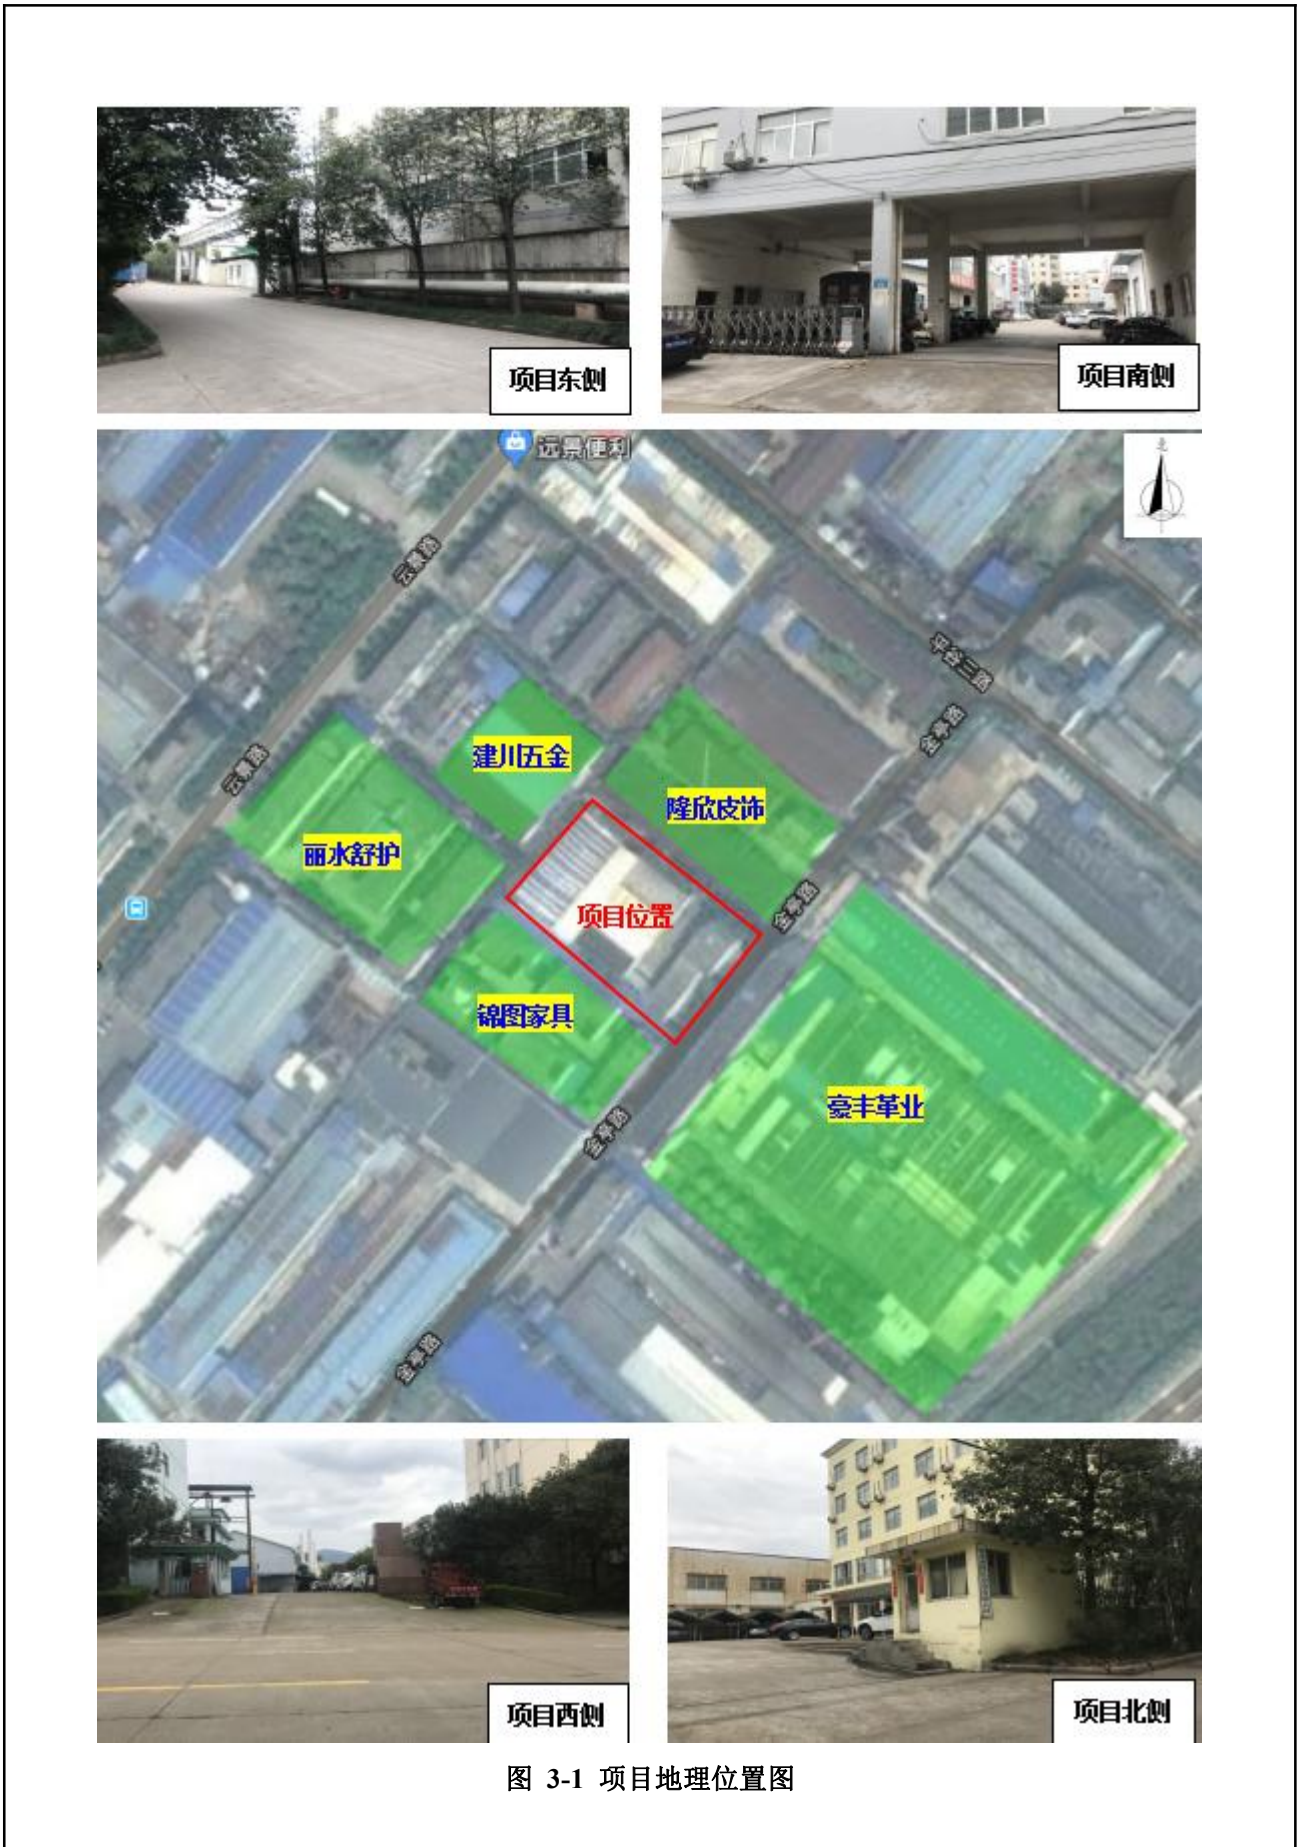 项目东侧
项目南侧
远景便利
北
云景路
平谷三路
金亭路
云景路
建川五金
隆欣皮饰
丽水舒护
项目位置
金亭路
锦图家具
豪丰革业
金亭路
金亭路
项目西侧
项目北侧
图 3-1 项目地理位置图